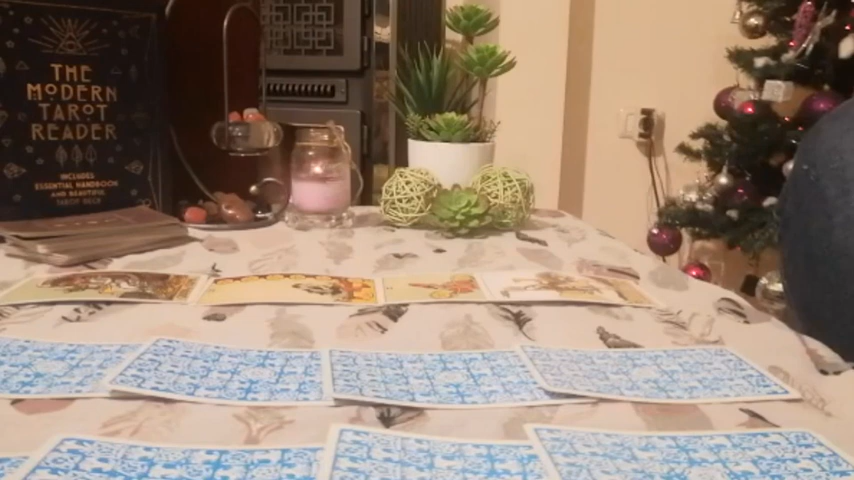 THE
MODERN
TAROT
READER
INCLUDES
ESSENTIAL HANDBOOK
AND BEAUTIFUL
TAROT DECK